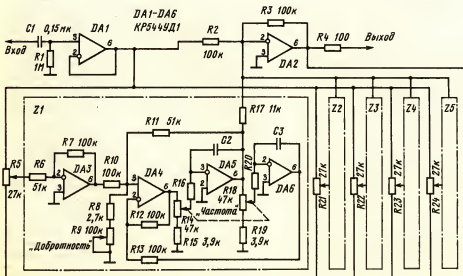 DA1-DA6
КР544УД1
C1 0,15мк
Вход
R1
1М
DA1
R2
100к
R3 100к
DA2
R4 100
Выход
Z1
R11 51к
R17 11к
Z2
Z3
Z4
Z5
R7 100к
R5
27к
R6
51к
DA3
R10
100к
DA4
R8
2,7к
R9 100к
„Добротность"
R12 100к
R13 100к
R14
47к
R15 3,9к
R16
C2
DA5
R18
47к
„Частота"
R20
C3
DA6
R19
3,9к
27к
R21
27к
R22
27к
R23
27к
R24